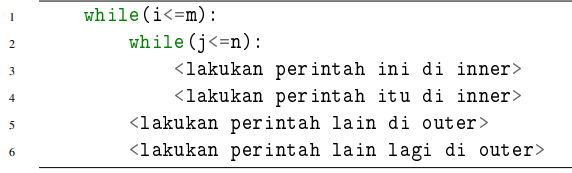 1 while(i<=m):
2 while(j<=n):
3 <lakukan perintah ini di inner>
4 <lakukan perintah itu di inner>
5 <lakukan perintah lain di outer>
6 <lakukan perintah lain lagi di outer>